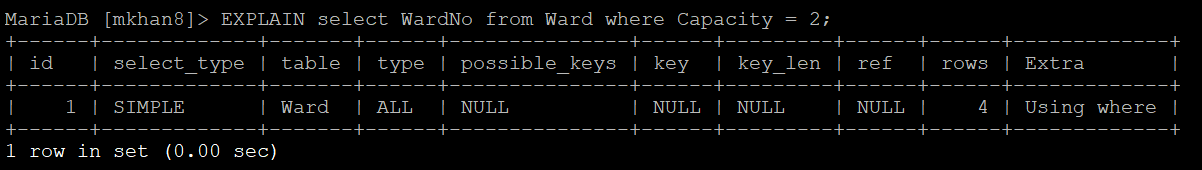 MariaDB [mkhan8]> EXPLAIN select WardNo from Ward where Capacity = 2;
+------+-------------+-------+------+---------------+------+---------+------+------+-------------+
| id   | select_type | table | type | possible_keys | key  | key_len | ref  | rows | Extra       |
+------+-------------+-------+------+---------------+------+---------+------+------+-------------+
|    1 | SIMPLE      | Ward  | ALL  | NULL          | NULL | NULL    | NULL |    4 | Using where |
+------+-------------+-------+------+---------------+------+---------+------+------+-------------+
1 row in set (0.00 sec)